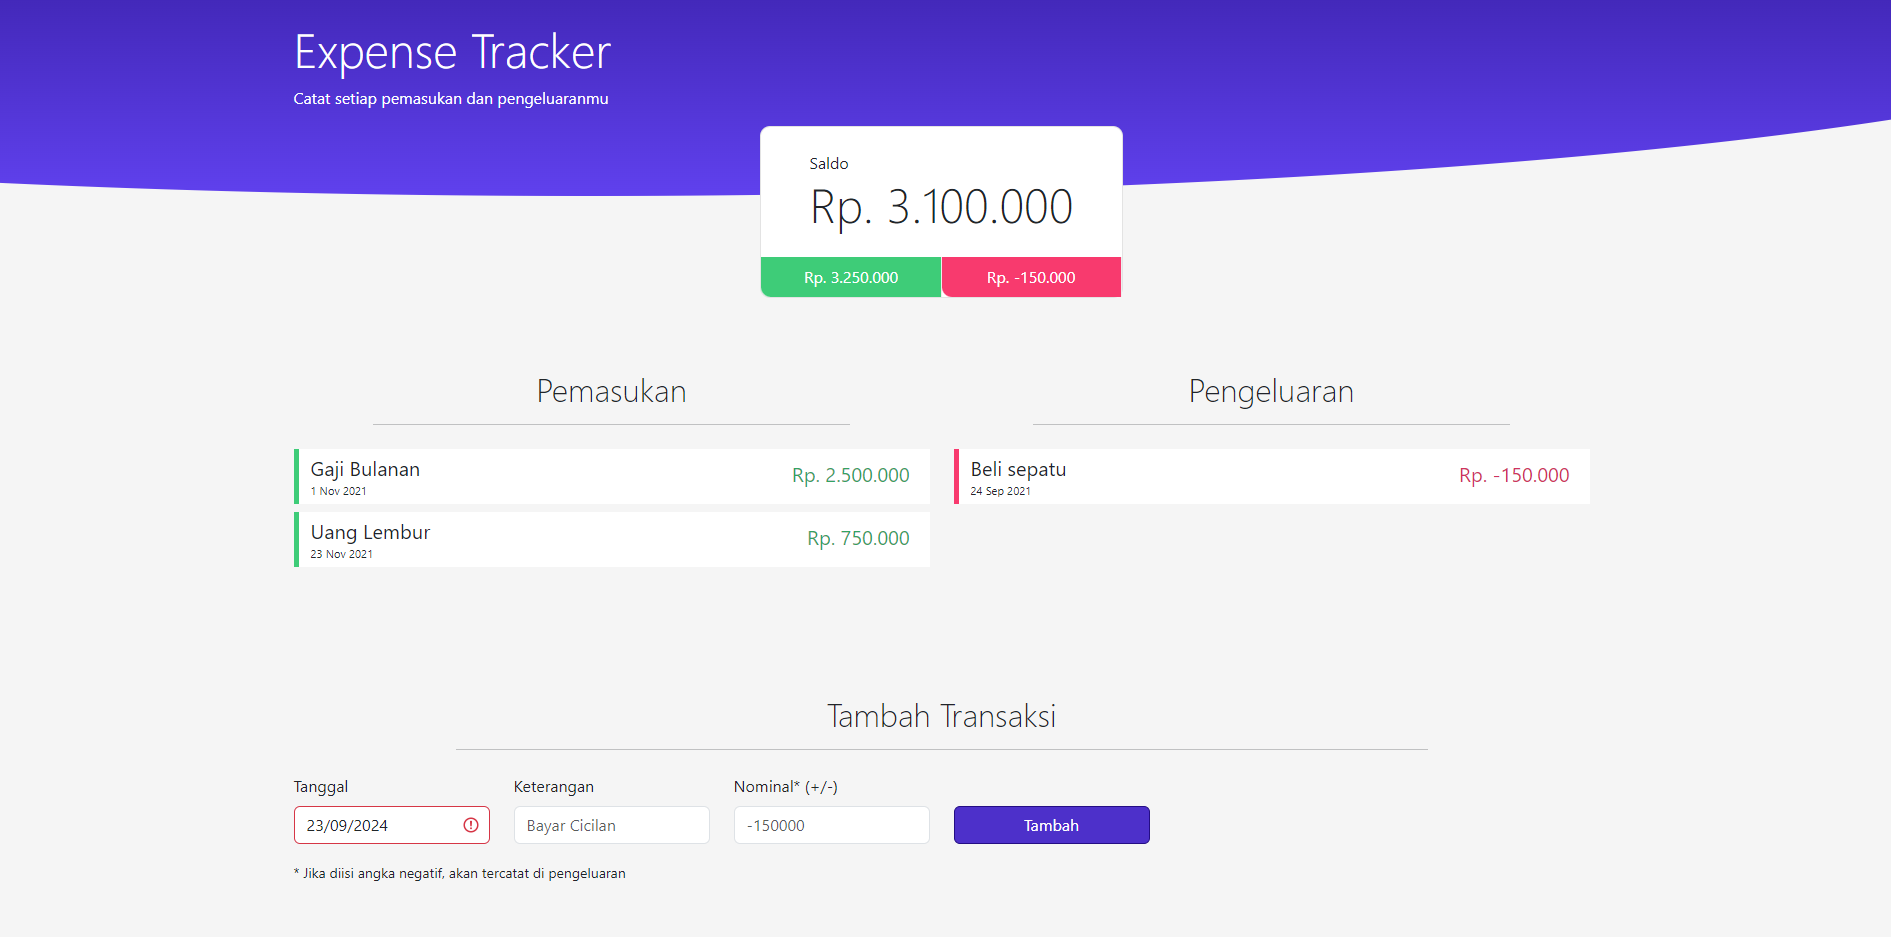 Expense Tracker
Catat setiap pemasukan dan pengeluaranmu
Saldo
Rp. 3.100.000
Rp. 3.250.000
Rp. -150.000
Pemasukan
Gaji Bulanan
1 Nov 2021
Rp. 2.500.000
Uang Lembur
23 Nov 2021
Rp. 750.000
Pengeluaran
Beli sepatu
24 Sep 2021
Rp. -150.000
Tambah Transaksi
Tanggal
23/09/2024
Keterangan
Bayar Cicilan
Nominal* (+/-)
-150000
Tambah
* Jika diisi angka negatif, akan tercatat di pengeluaran